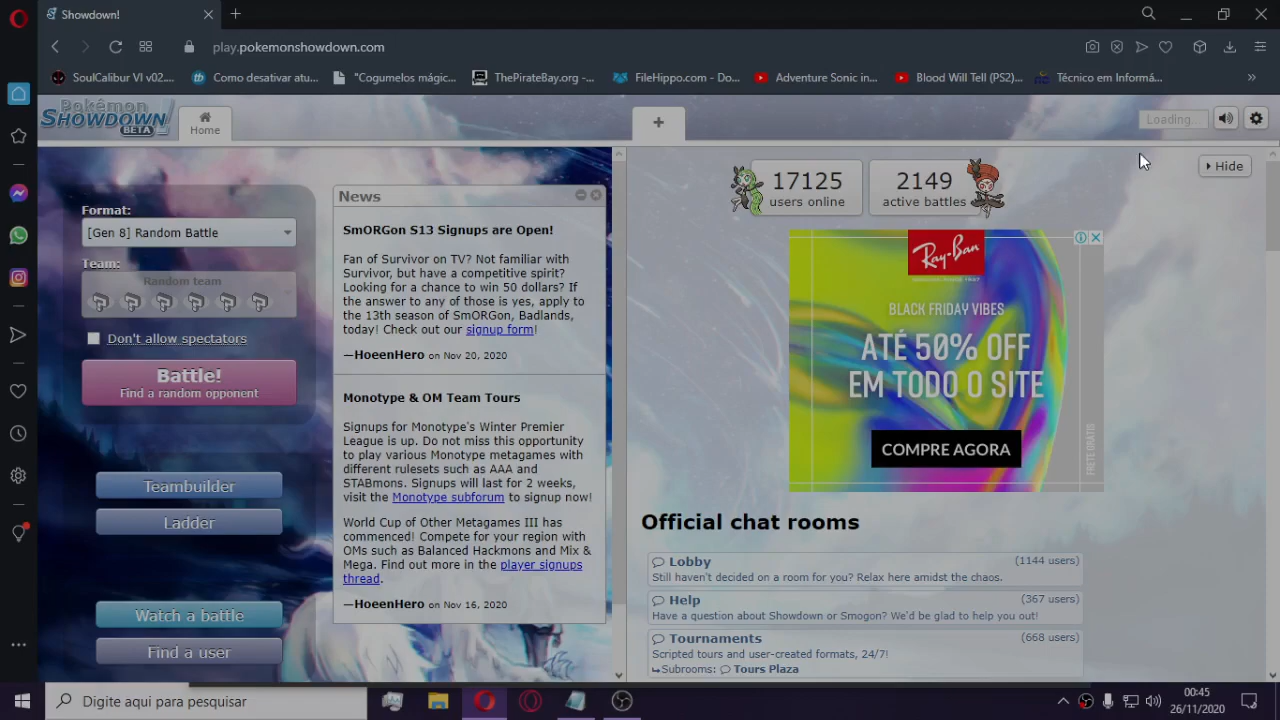 Showdown!
play.pokemonshowdown.com
SoulCalibur VI v02....
Como desativar atu...
"Cogumelos mágic...
ThePirateBay.org -...
FileHippo.com - Do...
Adventure Sonic in...
Blood Will Tell (PS2)...
Técnico em Informá...
Pokémon
SHOWDOWN
BETA
Home
Loading...
Hide
17125
users online
2149
active battles
Format:
[Gen 8] Random Battle
Team:
Random team
Don't allow spectators
Battle!
Find a random opponent
Teambuilder
Ladder
Watch a battle
Find a user
News
SmORGon S13 Signups are Open!
Fan of Survivor on TV? Not familiar with
Survivor, but have a competitive spirit?
Looking for a chance to win 50 dollars? If
the answer to any of those is yes, apply to
the 13th season of SmORGon, Badlands,
today! Check out our signup form!
—HoeenHero on Nov 20, 2020
Monotype & OM Team Tours
Signups for Monotype's Winter Premier
League is up. Do not miss this opportunity
to play various Monotype metagames with
different rulesets such as AAA and
STABmons. Signups will last for 2 weeks,
visit the Monotype subforum to signup now!
World Cup of Other Metagames III has
commenced! Compete for your region with
OMs such as Balanced Hackmons and Mix &
Mega. Find out more in the player signups
thread.
—HoeenHero on Nov 16, 2020
Ray-Ban
BLACK FRIDAY VIBES
ATÉ 50% OFF
EM TODO O SITE
COMPRE AGORA
FRETE GRÁTIS
Official chat rooms
Lobby (1144 users)
Still haven't decided on a room for you? Relax here amidst the chaos.
Help (367 users)
Have a question about Showdown or Smogon? We'd be glad to help you out!
Tournaments (668 users)
Scripted tours and user-created formats, 24/7!
Subrooms: Tours Plaza
Digite aqui para pesquisar
00:45
26/11/2020